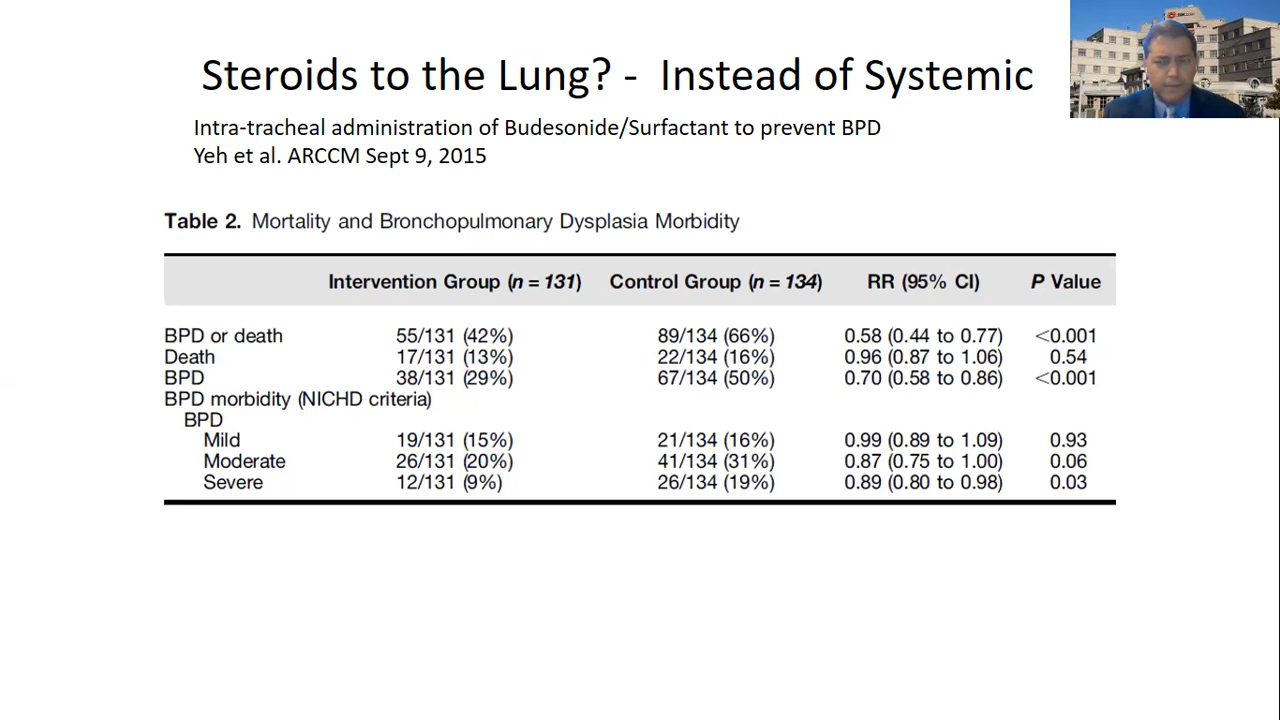 Steroids to the Lung? - Instead of Systemic
Intra-tracheal administration of Budesonide/Surfactant to prevent BPD
Yeh et al. ARCCM Sept 9, 2015
Table 2. Mortality and Bronchopulmonary Dysplasia Morbidity
Intervention Group (n = 131) Control Group (n = 134) RR (95% CI) P Value
BPD or death 55/131 (42%) 89/134 (66%) 0.58 (0.44 to 0.77) <0.001
Death 17/131 (13%) 22/134 (16%) 0.96 (0.87 to 1.06) 0.54
BPD 38/131 (29%) 67/134 (50%) 0.70 (0.58 to 0.86) <0.001
BPD morbidity (NICHD criteria)
BPD
Mild 19/131 (15%) 21/134 (16%) 0.99 (0.89 to 1.09) 0.93
Moderate 26/131 (20%) 41/134 (31%) 0.87 (0.75 to 1.00) 0.06
Severe 12/131 (9%) 26/134 (19%) 0.89 (0.80 to 0.98) 0.03